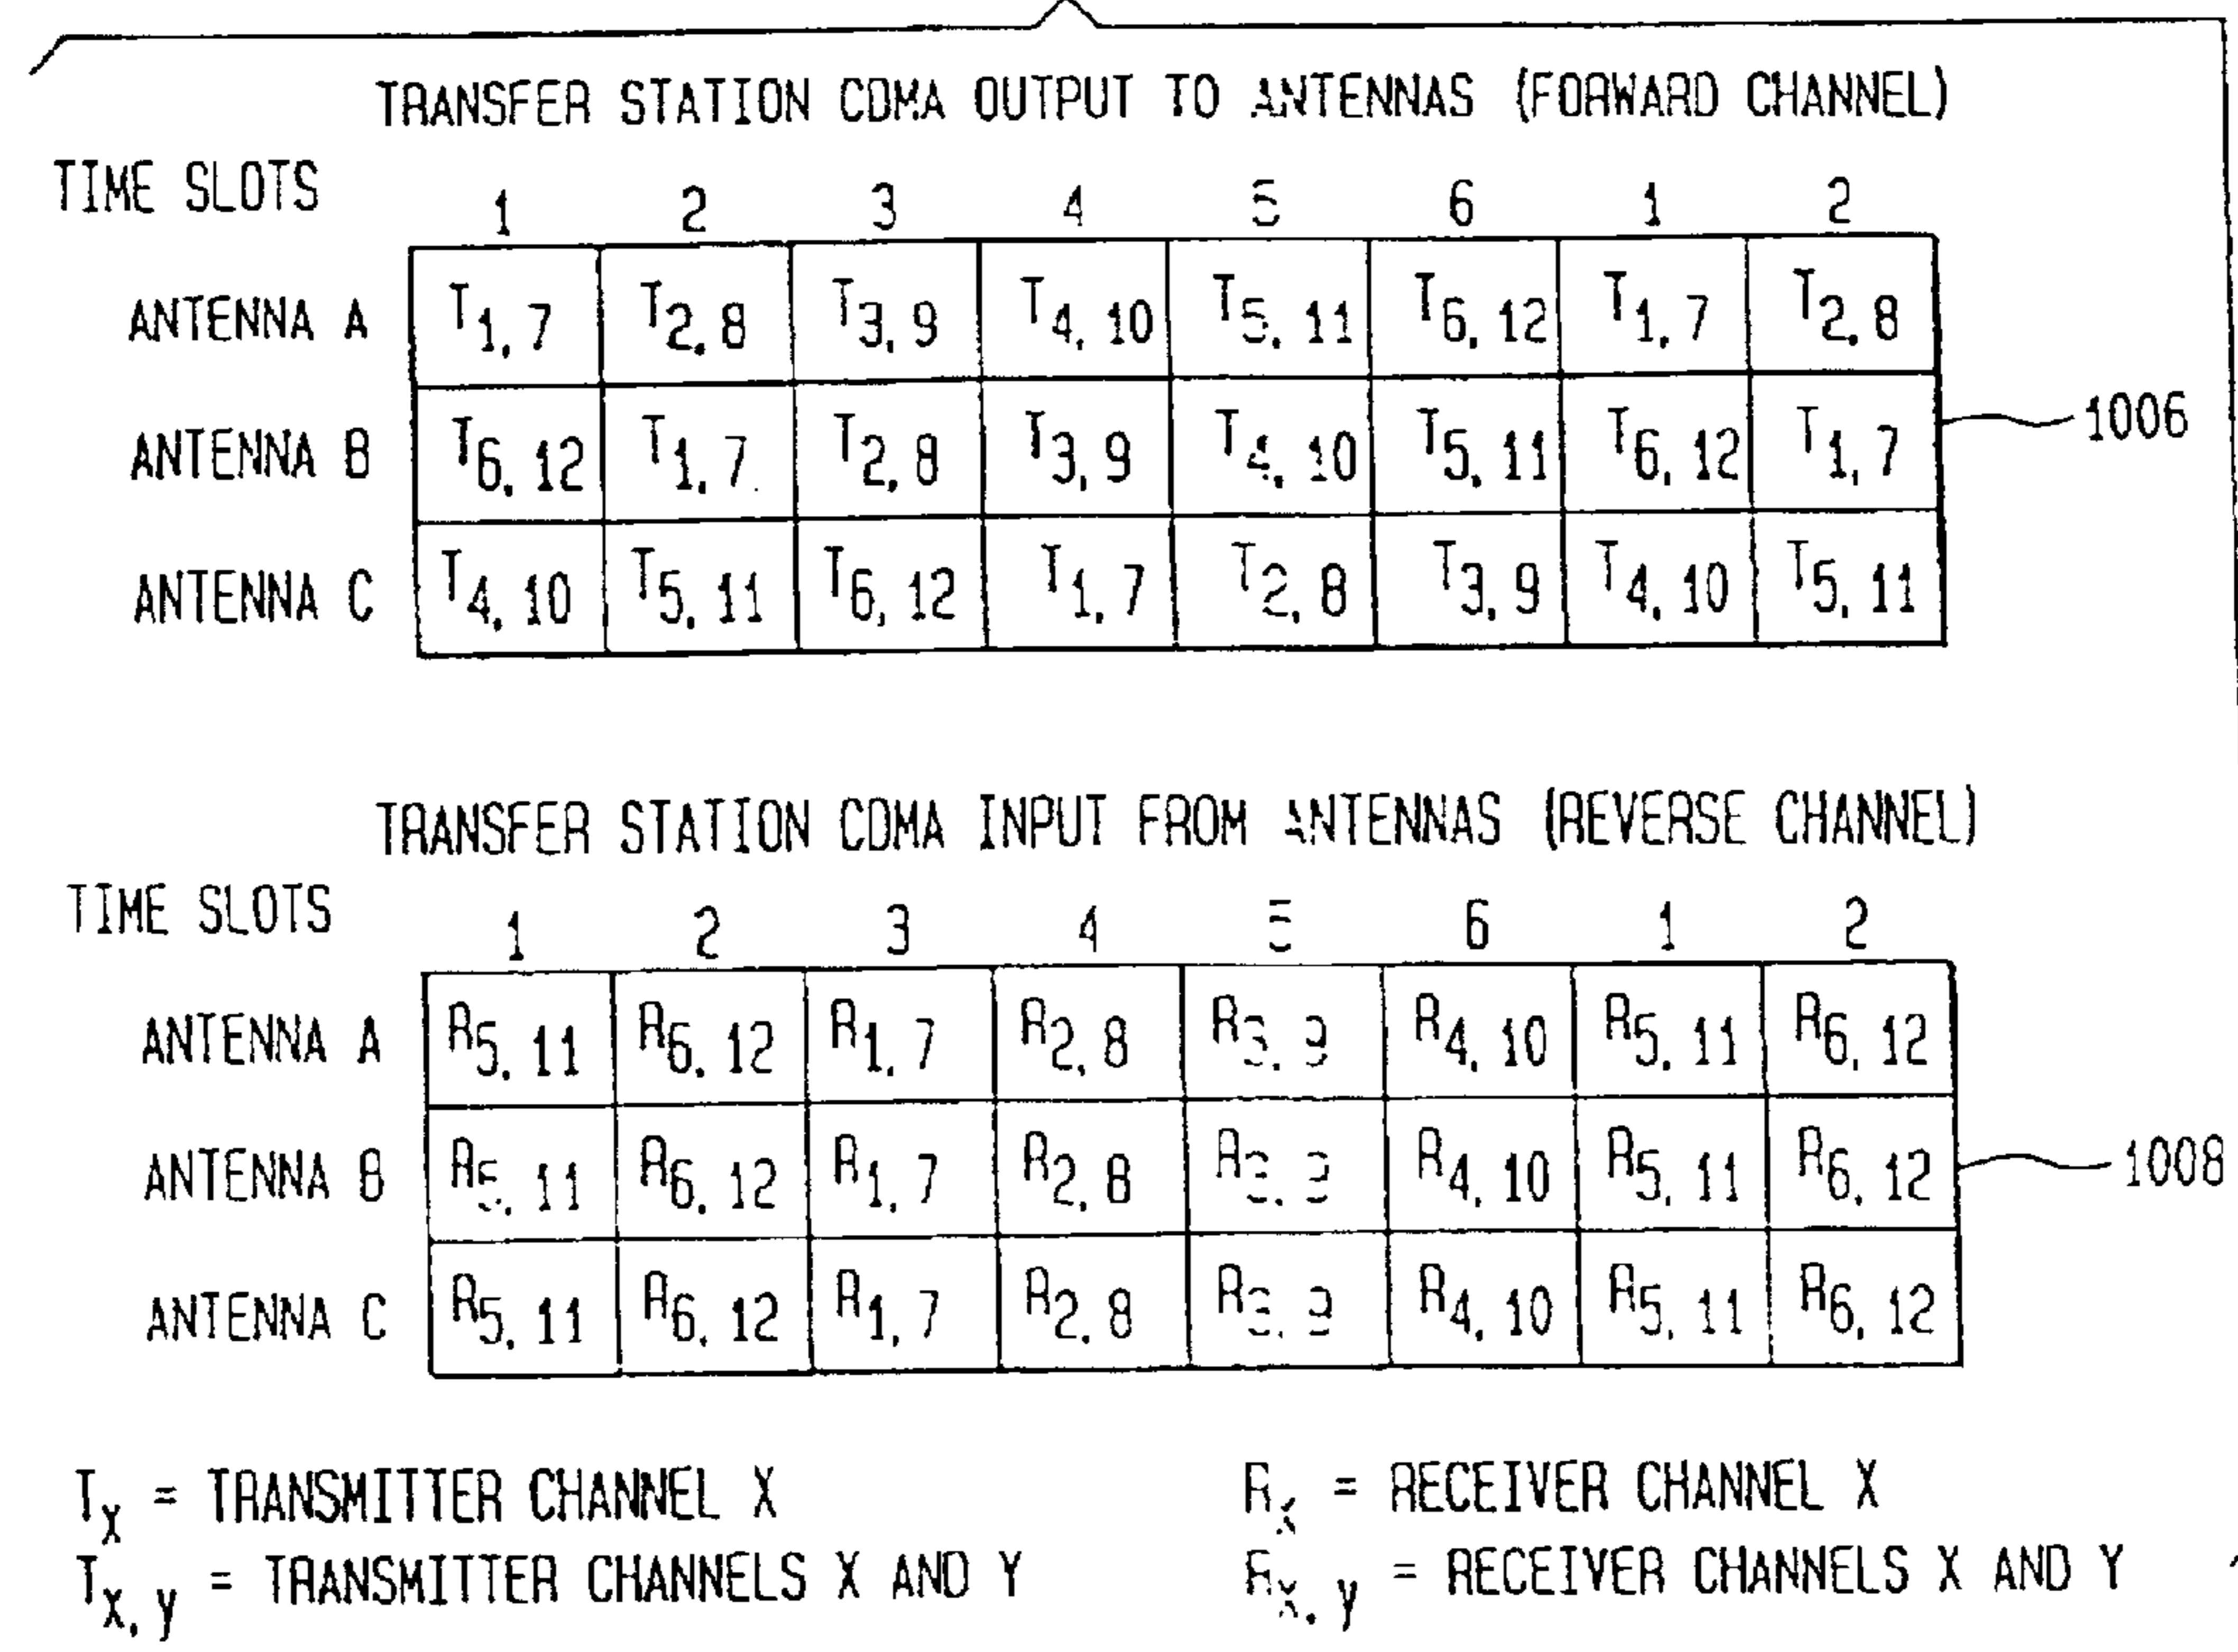 TRANSFER STATION CDMA OUTPUT TO ANTENNAS (FORWARD CHANNEL)
TIME SLOTS 1 2 3 4 5 6 1 2
ANTENNA A T1,7 T2,8 T3,9 T4,10 T5,11 T6,12 T1,7 T2,8
ANTENNA B T6,12 T1,7 T2,8 T3,9 T4,10 T5,11 T6,12 T1,7
1006
ANTENNA C T4,10 T5,11 T6,12 T1,7 T2,8 T3,9 T4,10 T5,11
TRANSFER STATION CDMA INPUT FROM ANTENNAS (REVERSE CHANNEL)
TIME SLOTS 1 2 3 4 5 6 1 2
ANTENNA A R5,11 R6,12 R1,7 R2,8 R3,9 R4,10 R5,11 R6,12
ANTENNA B R5,11 R6,12 R1,7 R2,8 R3,9 R4,10 R5,11 R6,12
1008
ANTENNA C R5,11 R6,12 R1,7 R2,8 R3,9 R4,10 R5,11 R6,12
Tx = TRANSMITTER CHANNEL X
Tx,y = TRANSMITTER CHANNELS X AND Y
Rx = RECEIVER CHANNEL X
Rx,y = RECEIVER CHANNELS X AND Y